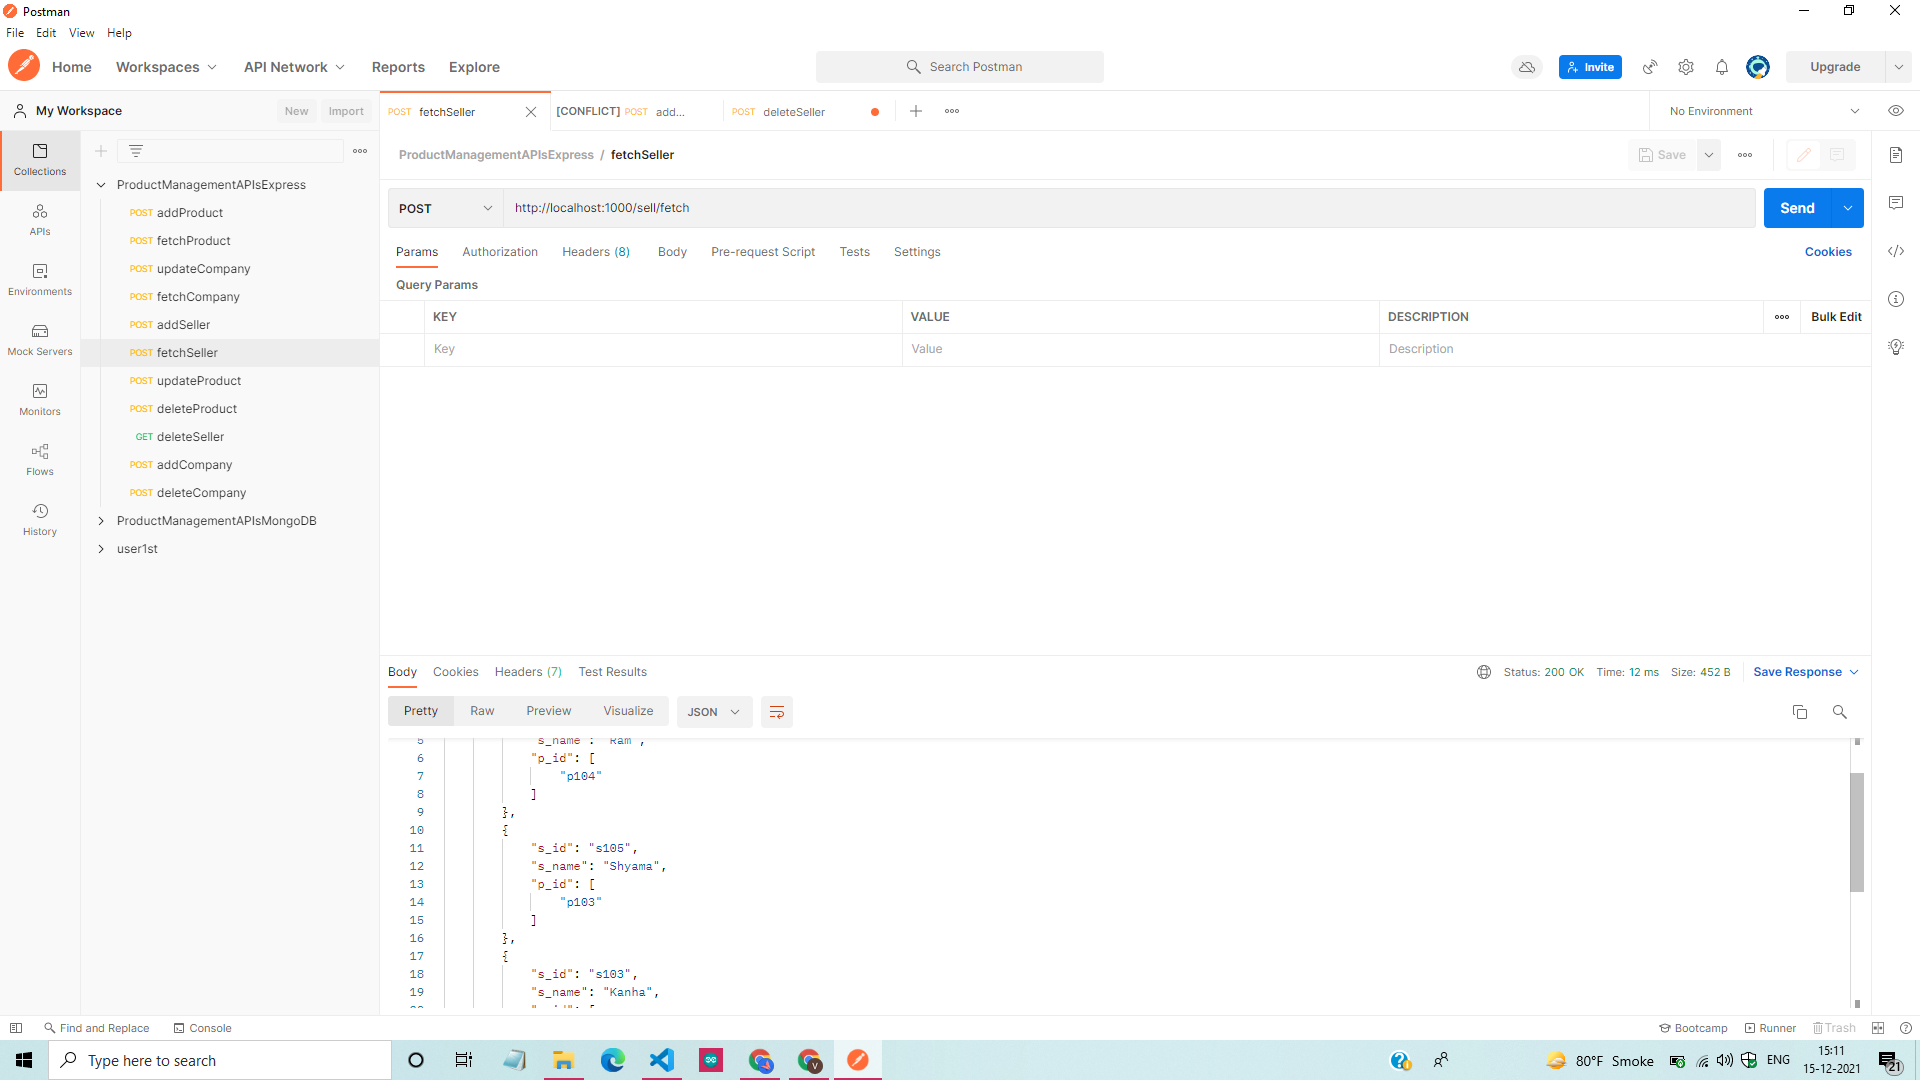 Postman
File Edit View Help
Home Workspaces API Network Reports Explore Search Postman Invite Upgrade
My Workspace New Import
POST fetchSeller [CONFLICT] POST add... POST deleteSeller No Environment
ProductManagementAPIsExpress / fetchSeller Save
POST http://localhost:1000/sell/fetch Send
Params Authorization Headers (8) Body Pre-request Script Tests Settings Cookies
Query Params
KEY VALUE DESCRIPTION Bulk Edit
Key Value Description
Collections
APIs
Environments
Mock Servers
Monitors
Flows
History
ProductManagementAPIsExpress
POST addProduct
POST fetchProduct
POST updateCompany
POST fetchCompany
POST addSeller
POST fetchSeller
POST updateProduct
POST deleteProduct
GET deleteSeller
POST addCompany
POST deleteCompany
ProductManagementAPIsMongoDB
user1st
Body Cookies Headers (7) Test Results Status: 200 OK Time: 12 ms Size: 452 B Save Response
Pretty Raw Preview Visualize JSON
5 "s_name": "Ram",
6 "p_id": [
7 "p104"
8 ]
9 },
10 {
11 "s_id": "s105",
12 "s_name": "Shyama",
13 "p_id": [
14 "p103"
15 ]
16 },
17 {
18 "s_id": "s103",
19 "s_name": "Kanha",
Find and Replace Console Bootcamp Runner Trash
Type here to search 80°F Smoke ENG 15:11
15-12-2021 21